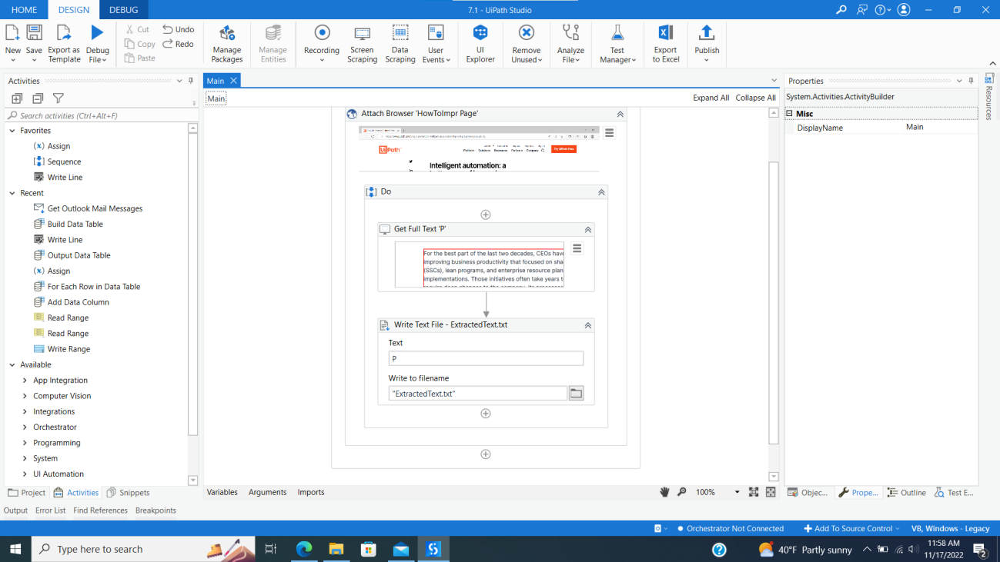 HOME
DESIGN
DEBUG
7.1 - UiPath Studio
New
Save
Export as Template
Debug File
Cut
Copy
Paste
Undo
Redo
Manage Packages
Manage Entities
Recording
Screen Scraping
Data Scraping
User Events
UI Explorer
Remove Unused
Analyze File
Test Manager
Export to Excel
Publish
Activities
Search activities (Ctrl+Alt+F)
Favorites
Assign
Sequence
Write Line
Recent
Get Outlook Mail Messages
Build Data Table
Write Line
Output Data Table
Assign
For Each Row in Data Table
Add Data Column
Read Range
Read Range
Write Range
Available
App Integration
Computer Vision
Integrations
Orchestrator
Programming
System
UI Automation
Project
Activities
Snippets
Main
Main
Expand All
Collapse All
Attach Browser 'HowToImpr Page'
UiPath
Platform Solutions Resources Partners Company
Try UiPath Free
Intelligent automation: a
Do
Get Full Text 'P'
For the best part of the last two decades, CEOs have
improving business productivity that focused on sha
(SSCs), lean programs, and enterprise resource plan
implementations. Those initiatives often take years t
Write Text File - ExtractedText.txt
Text
P
Write to filename
"ExtractedText.txt"
Variables
Arguments
Imports
100%
Properties
System.Activities.ActivityBuilder
Misc
DisplayName
Main
Resources
Objec...
Prope...
Outline
Test E...
Output
Error List
Find References
Breakpoints
Orchestrator Not Connected
Add To Source Control
VB, Windows - Legacy
Type here to search
40°F Partly sunny
11:58 AM
11/17/2022
2